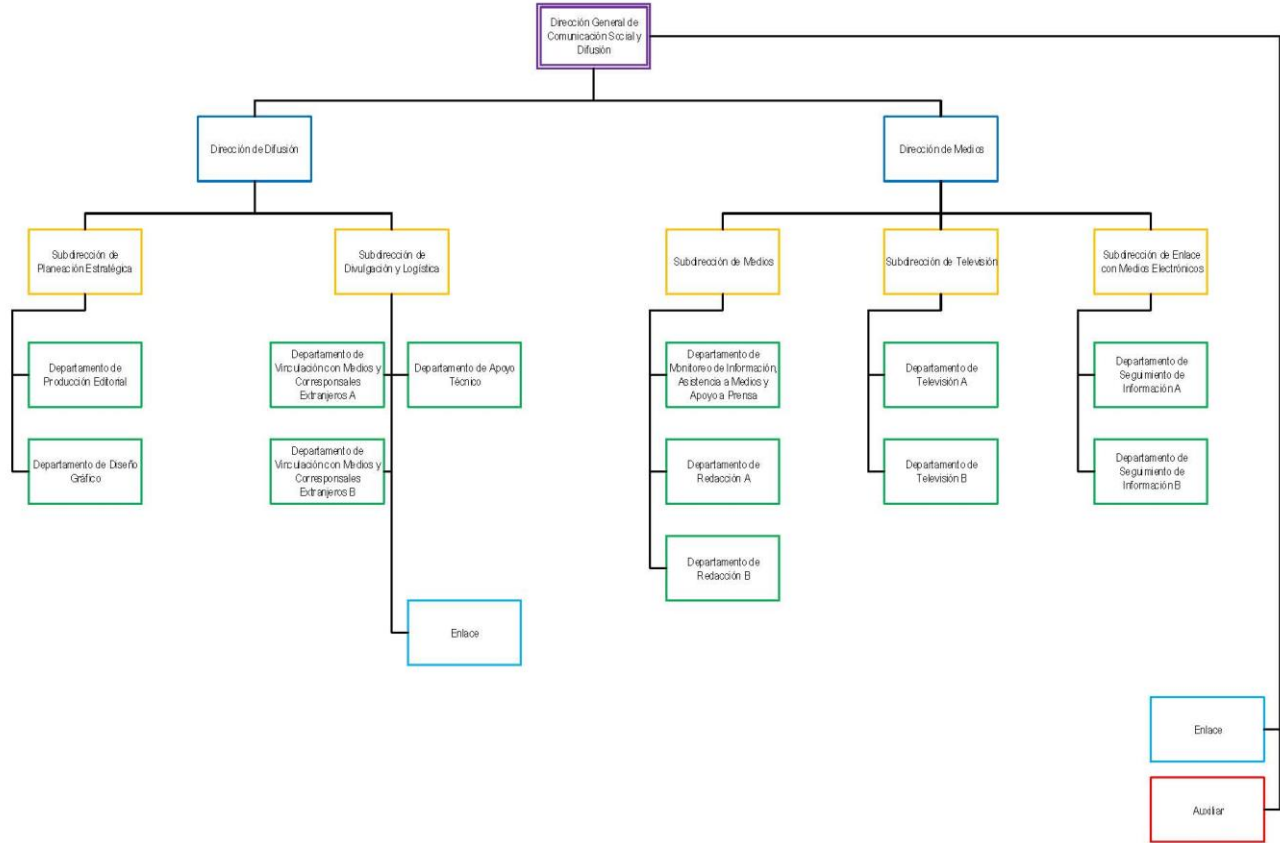 Dirección General de
Comunicación Social y
Difusión
Dirección de Difusión
Dirección de Medios
Subdirección de
Planeación Estratégica
Subdirección de
Divulgación y Logística
Subdirección de Medios
Subdirección de Televisión
Subdirección de Enlace
con Medios Electrónicos
Departamento de
Producción Editorial
Departamento de
Vinculación con Medios y
Corresponsales
Extranjeros A
Departamento de Apoyo
Técnico
Departamento de
Monitoreo de Información,
Asistencia a Medios y
Apoyo a Prensa
Departamento de
Televisión A
Departamento de
Seguimiento de
Información A
Departamento de Diseño
Gráfico
Departamento de
Vinculación con Medios y
Corresponsales
Extranjeros B
Departamento de
Redacción A
Departamento de
Televisión B
Departamento de
Seguimiento de
Información B
Departamento de
Redacción B
Enlace
Enlace
Auxiliar